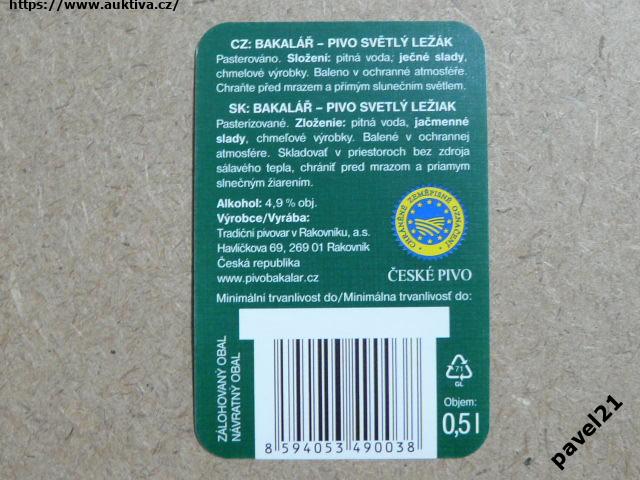 https://www.auktiva.cz/
CZ: BAKALÁŘ – PIVO SVĚTLÝ LEŽÁK
Pasterováno. Složení: pitná voda, ječné slady,
chmelové výrobky. Baleno v ochranné atmosféře.
Chraňte před mrazem a přímým slunečním světlem.
SK: BAKALÁŘ – PIVO SVETLÝ LEŽIAK
Pasterizované. Zloženie: pitná voda, jačmenné
slady, chmeľové výrobky. Balené v ochrannej
atmosfére. Skladovať v priestoroch bez zdroja
sálavého tepla, chrániť pred mrazom a priamym
slnečným žiarením.
Alkohol: 4,9 % obj.
Výrobce/Vyrába:
Tradiční pivovar v Rakovníku, a.s.
Havlíčkova 69, 269 01 Rakovník
Česká republika
www.pivobakalar.cz
CHRÁNĚNÉ ZEMĚPISNÉ OZNAČENÍ
ČESKÉ PIVO
Minimální trvanlivost do/Minimálna trvanlivosť do:
ZÁLOHOVANÝ OBAL
NÁVRATNÝ OBAL
8 594053 490038
71
GL
Objem:
0,5 l
pavel21